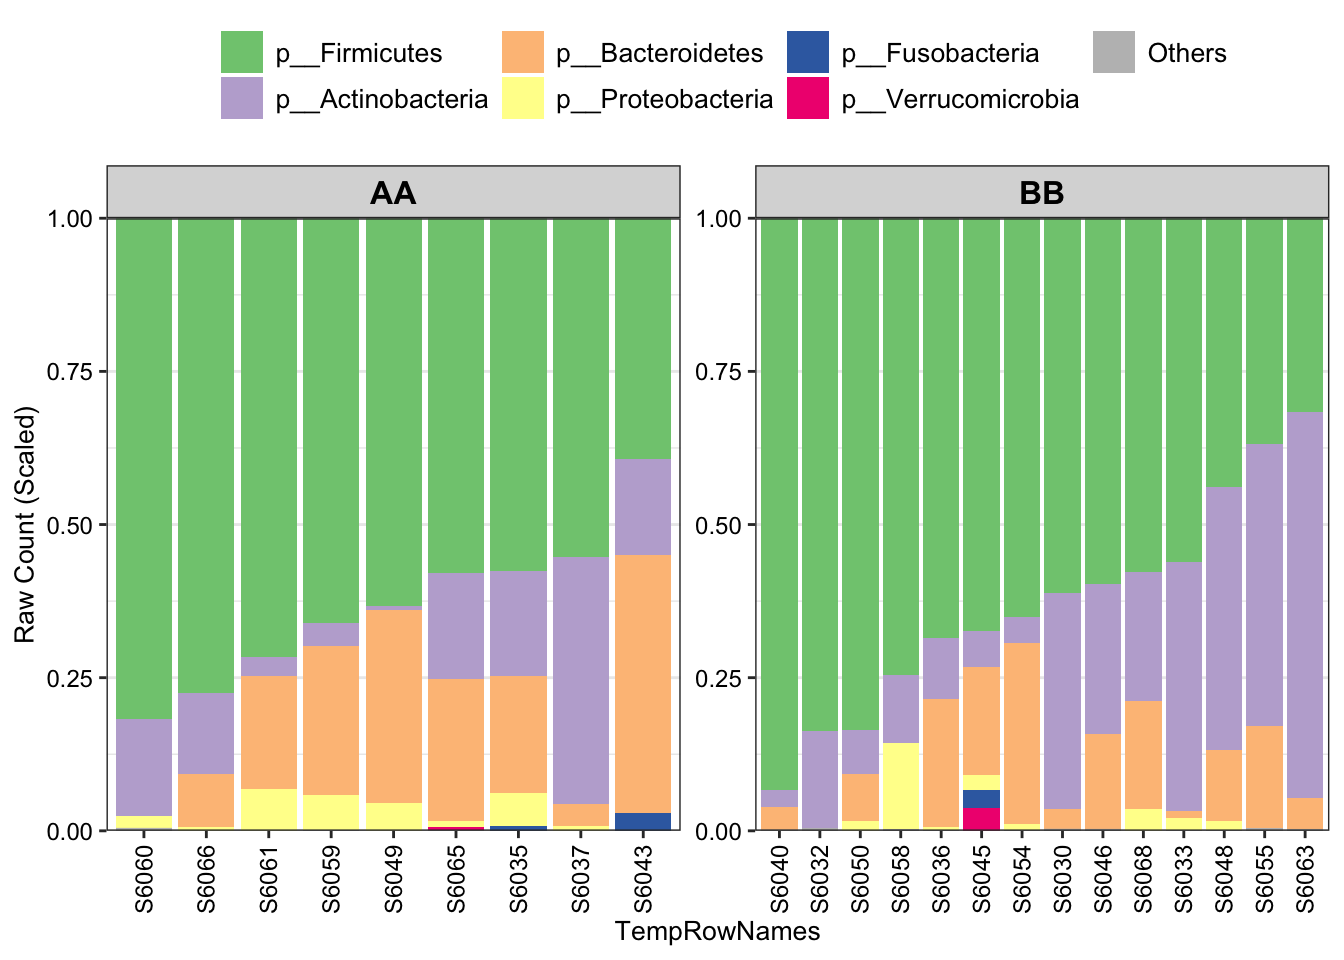 p__Firmicutes p__Bacteroidetes p__Fusobacteria Others
p__Actinobacteria p__Proteobacteria p__Verrucomicrobia
AA BB
1.00 1.00
0.75 0.75
0.50 0.50
0.25 0.25
0.00 0.00
Raw Count (Scaled)
S6060 S6066 S6061 S6059 S6049 S6065 S6035 S6037 S6043 S6040 S6032 S6050 S6058 S6036 S6045 S6054 S6030 S6046 S6068 S6033 S6048 S6055 S6063
TempRowNames